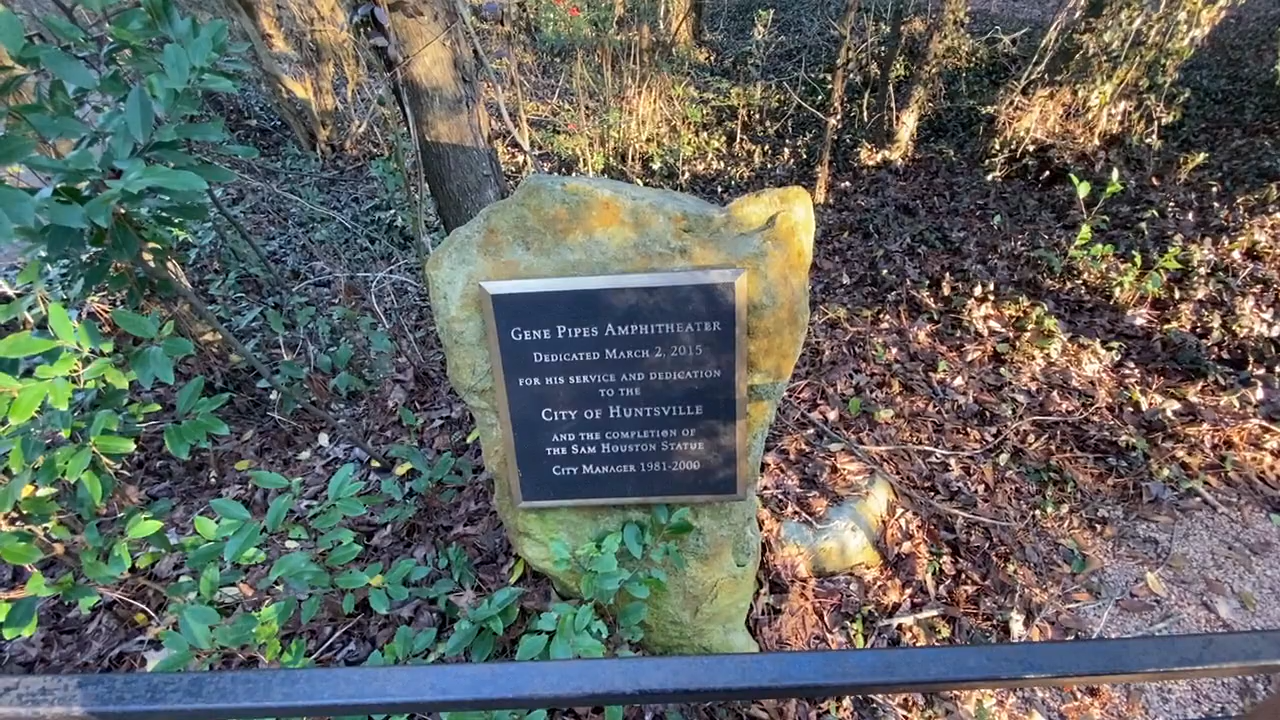 GENE PIPES AMPHITHEATER
DEDICATED MARCH 2, 2015
FOR HIS SERVICE AND DEDICATION
TO THE
CITY OF HUNTSVILLE
AND THE COMPLETION OF
THE SAM HOUSTON STATUE
CITY MANAGER 1981-2000